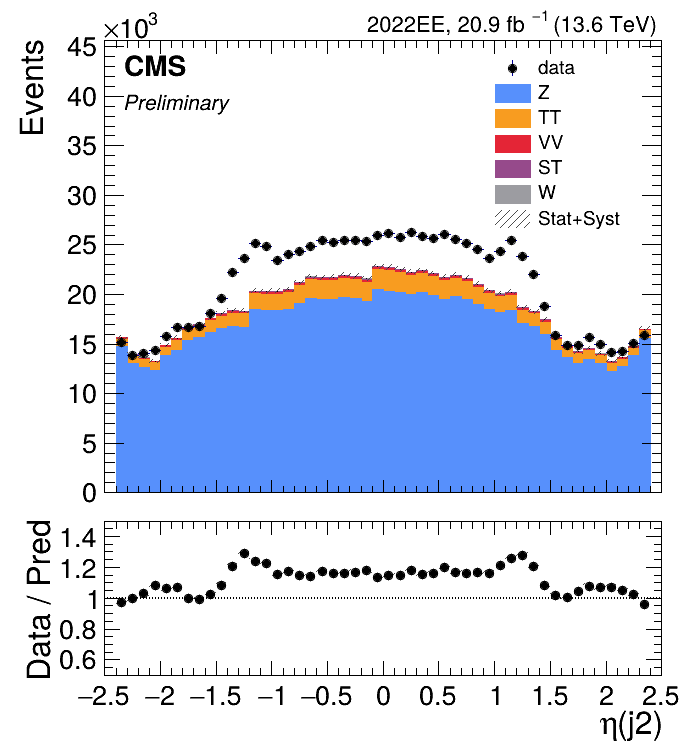 ×10³
2022EE, 20.9 fb ⁻¹ (13.6 TeV)
Events
45
40
35
30
25
20
15
10
5
0
CMS
Preliminary
data
Z
TT
VV
ST
W
Stat+Syst
Data / Pred
1.4
1.2
1
0.8
0.6
−2.5 −2 −1.5 −1 −0.5 0 0.5 1 1.5 2 2.5
η(j2)